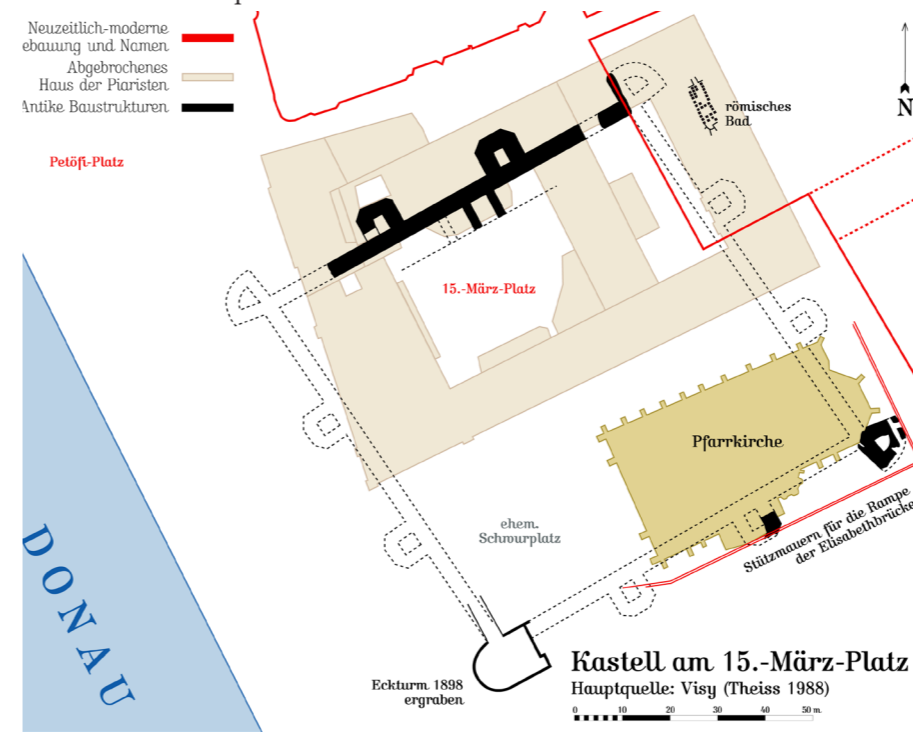 Neuzeitlich-moderne
ebauung und Namen
Abgebrochenes
Haus der Piaristen
Antike Baustrukturen
N
römisches
Bad
Petőfi-Platz
15.-März-Platz
Pfarrkirche
ehem.
Schwurplatz
Stützmauern für die Rampe
der Elisabethbrücke
DONAU
Eckturm 1898
ergraben
Kastell am 15.-März-Platz
Hauptquelle: Visy (Theiss 1988)
0 10 20 30 40 50 m